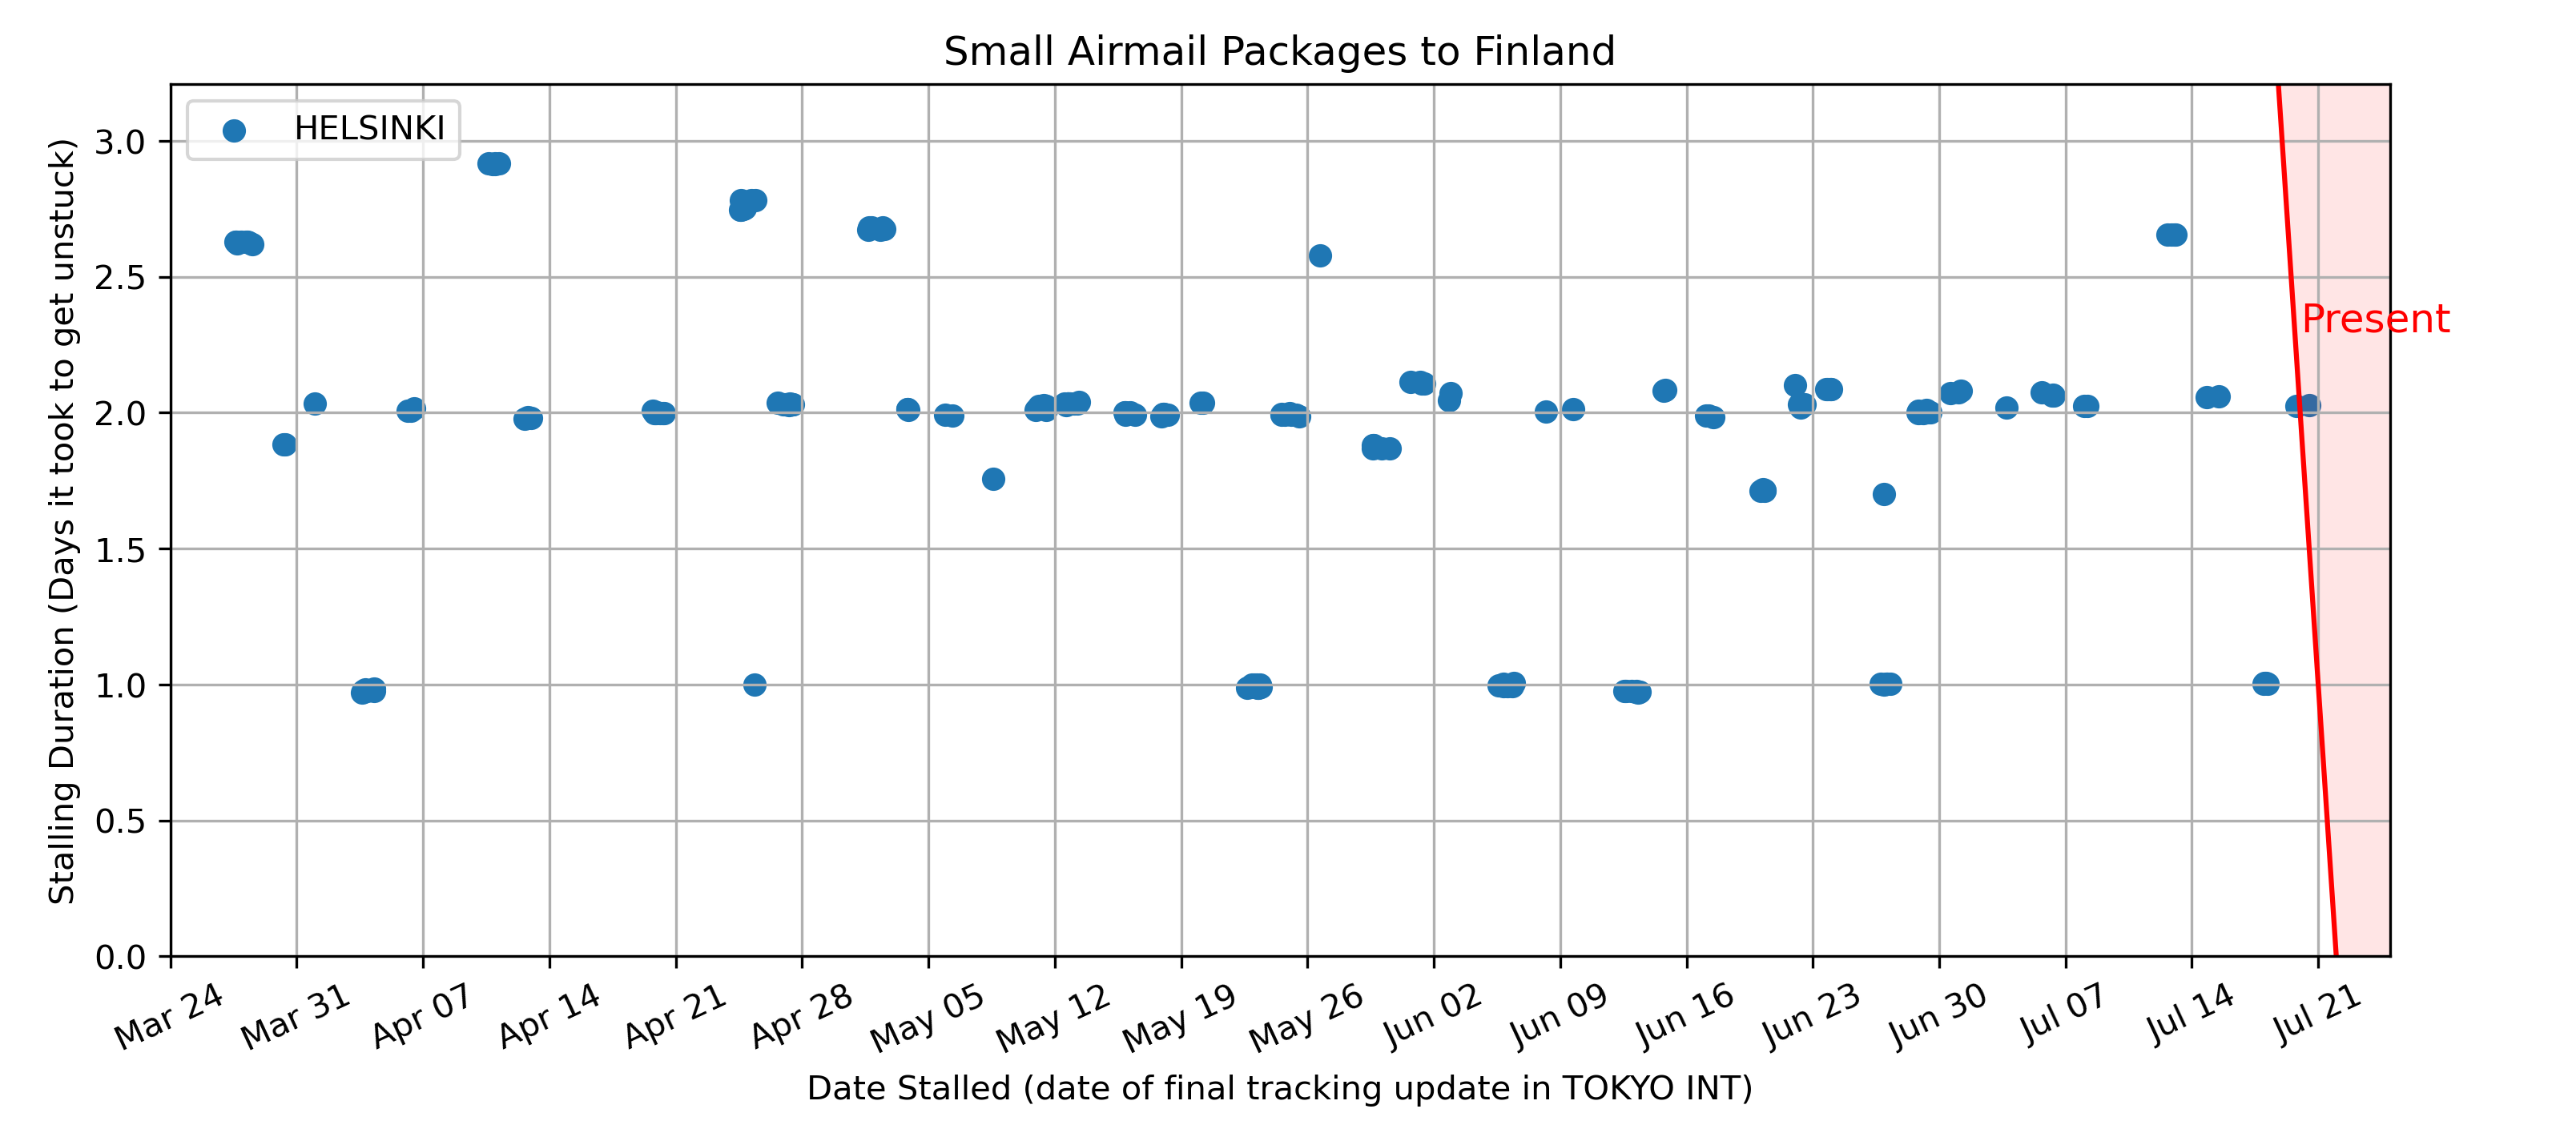 Small Airmail Packages to Finland
HELSINKI
Stalling Duration (Days it took to get unstuck)
3.0
2.5
2.0
1.5
1.0
0.5
0.0
Present
Mar 24
Mar 31
Apr 07
Apr 14
Apr 21
Apr 28
May 05
May 12
May 19
May 26
Jun 02
Jun 09
Jun 16
Jun 23
Jun 30
Jul 07
Jul 14
Jul 21
Date Stalled (date of final tracking update in TOKYO INT)